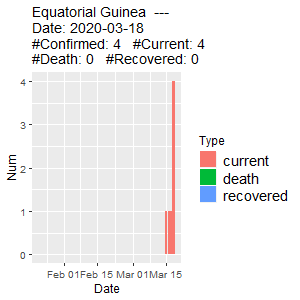 Equatorial Guinea  ---
Date: 2020-03-18
#Confirmed: 4   #Current: 4
#Death: 0   #Recovered: 0
4
3
2
1
0
Num
Feb 01
Feb 15
Mar 01
Mar 15
Date
Type
current
death
recovered